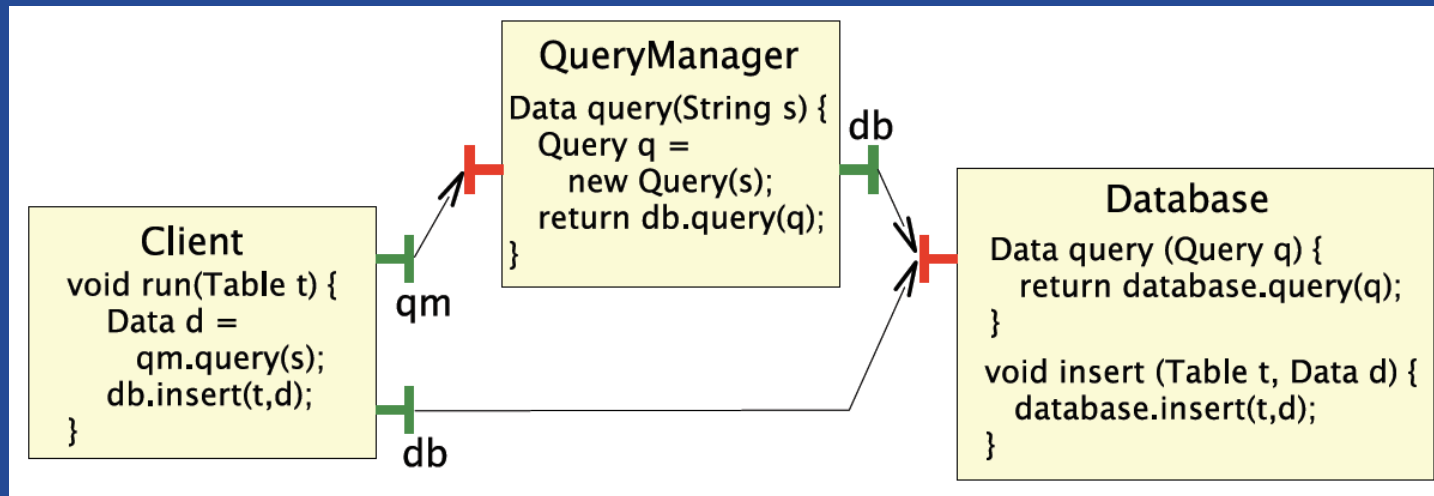 QueryManager
Data query(String s) {
Query q =
new Query(s);
return db.query(q);
}
db
Client
void run(Table t) {
Data d =
qm.query(s);
db.insert(t,d);
}
qm
db
Database
Data query (Query q) {
return database.query(q);
}
void insert (Table t, Data d) {
database.insert(t,d);
}